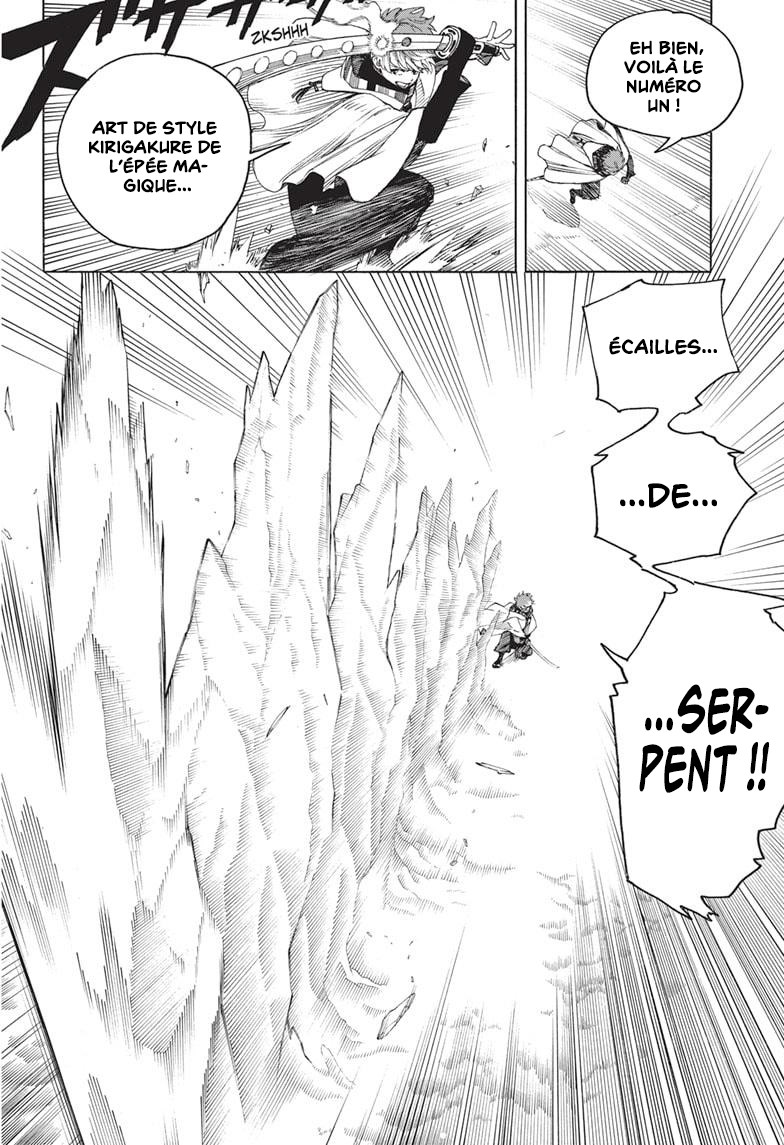 EH BIEN,
VOILÀ LE
NUMÉRO
UN !
ZKSHHH
ART DE STYLE
KIRIGAKURE DE
L'ÉPÉE MA-
GIQUE...
ÉCAILLES...
...DE...
...SER-
PENT !!